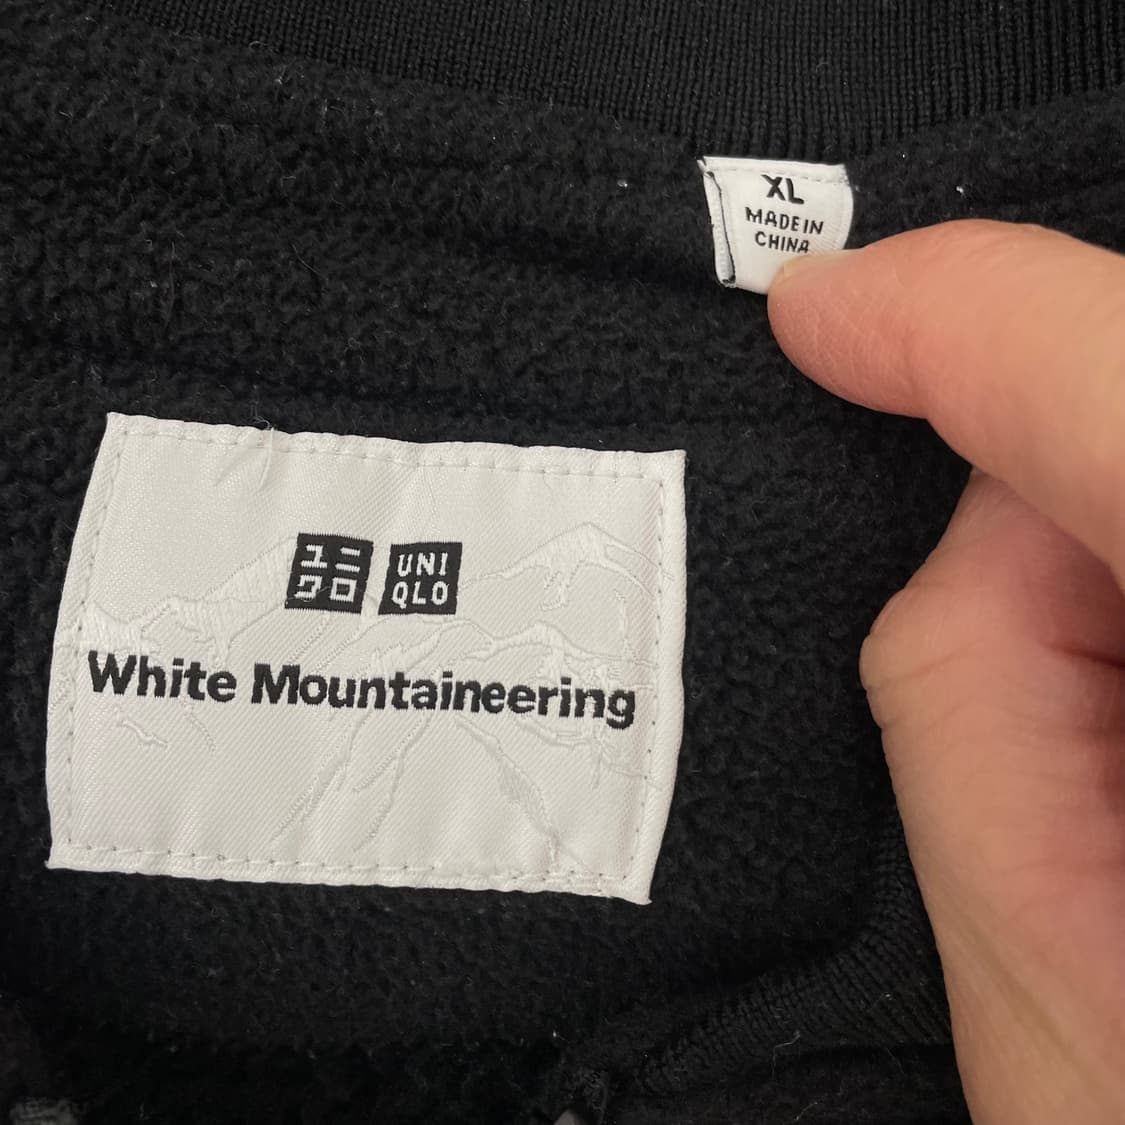 XL
MADE IN
CHINA
ユニ
クロ
UNI
QLO
White Mountaineering